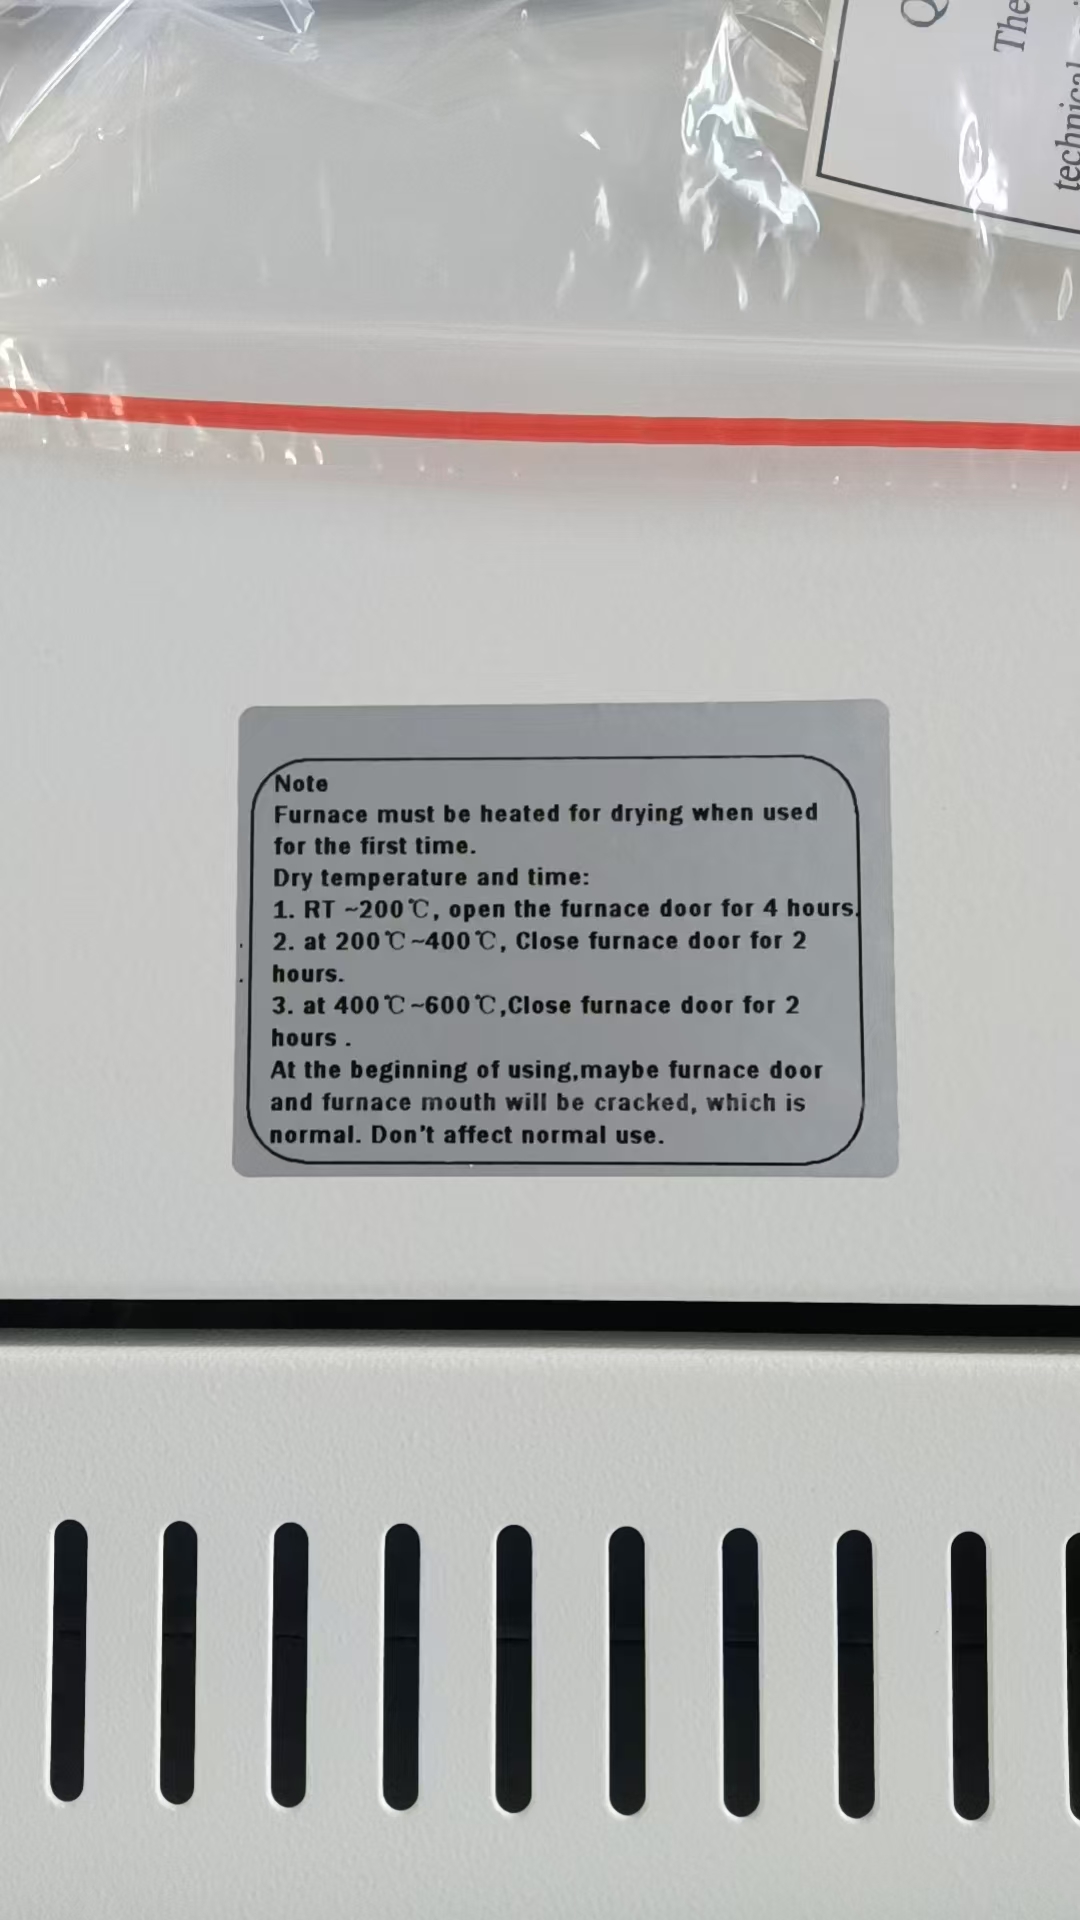 Q
The
technical
Note
Furnace must be heated for drying when used
for the first time.
Dry temperature and time:
1. RT ~200℃, open the furnace door for 4 hours.
2. at 200℃~400℃, Close furnace door for 2
hours.
3. at 400℃~600℃,Close furnace door for 2
hours .
At the beginning of using,maybe furnace door
and furnace mouth will be cracked, which is
normal. Don't affect normal use.